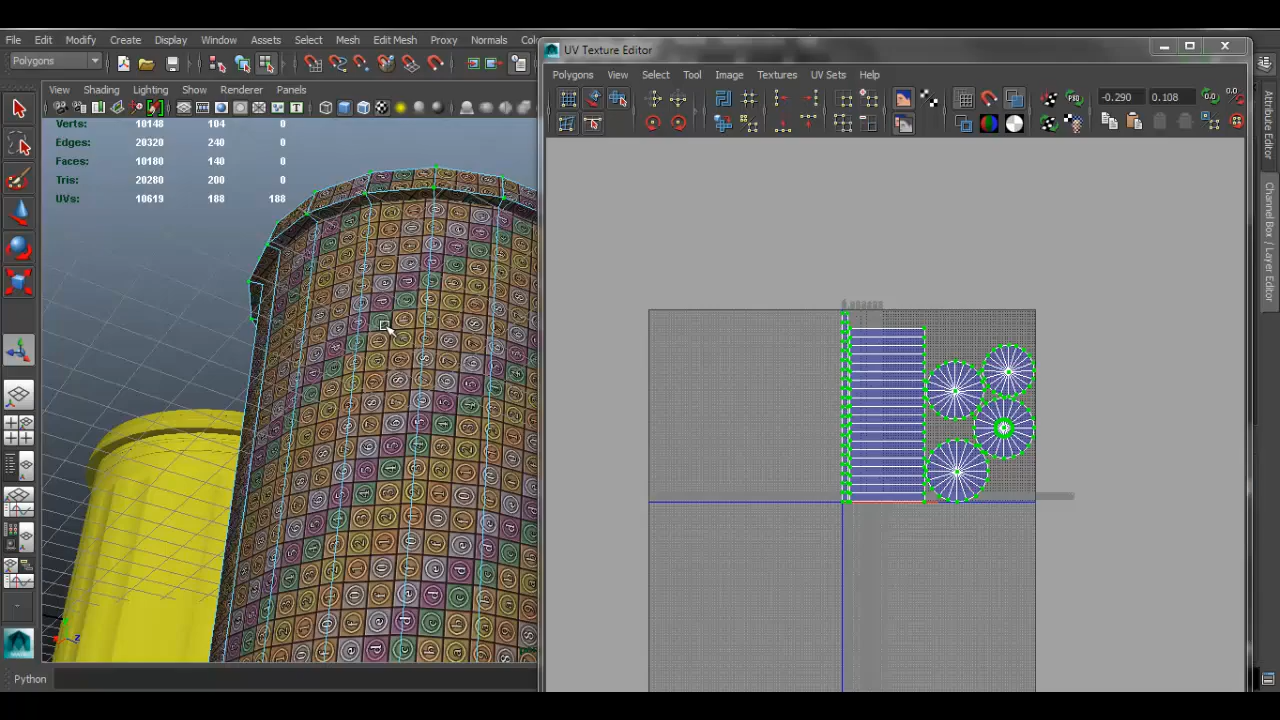 UV Texture Editor
File Edit Modify Create Display Window Assets Select Mesh Edit Mesh Proxy Normals
Polygons
Polygons View Select Tool Image Textures UV Sets Help
View Shading Lighting Show Renderer Panels
-0.290 0.108
Verts: 10148 104 0
Edges: 20320 240 0
Faces: 10180 140 0
Tris: 20280 200 0
UVs: 10619 188 188
Attribute Editor
Channel Box / Layer Editor
Python